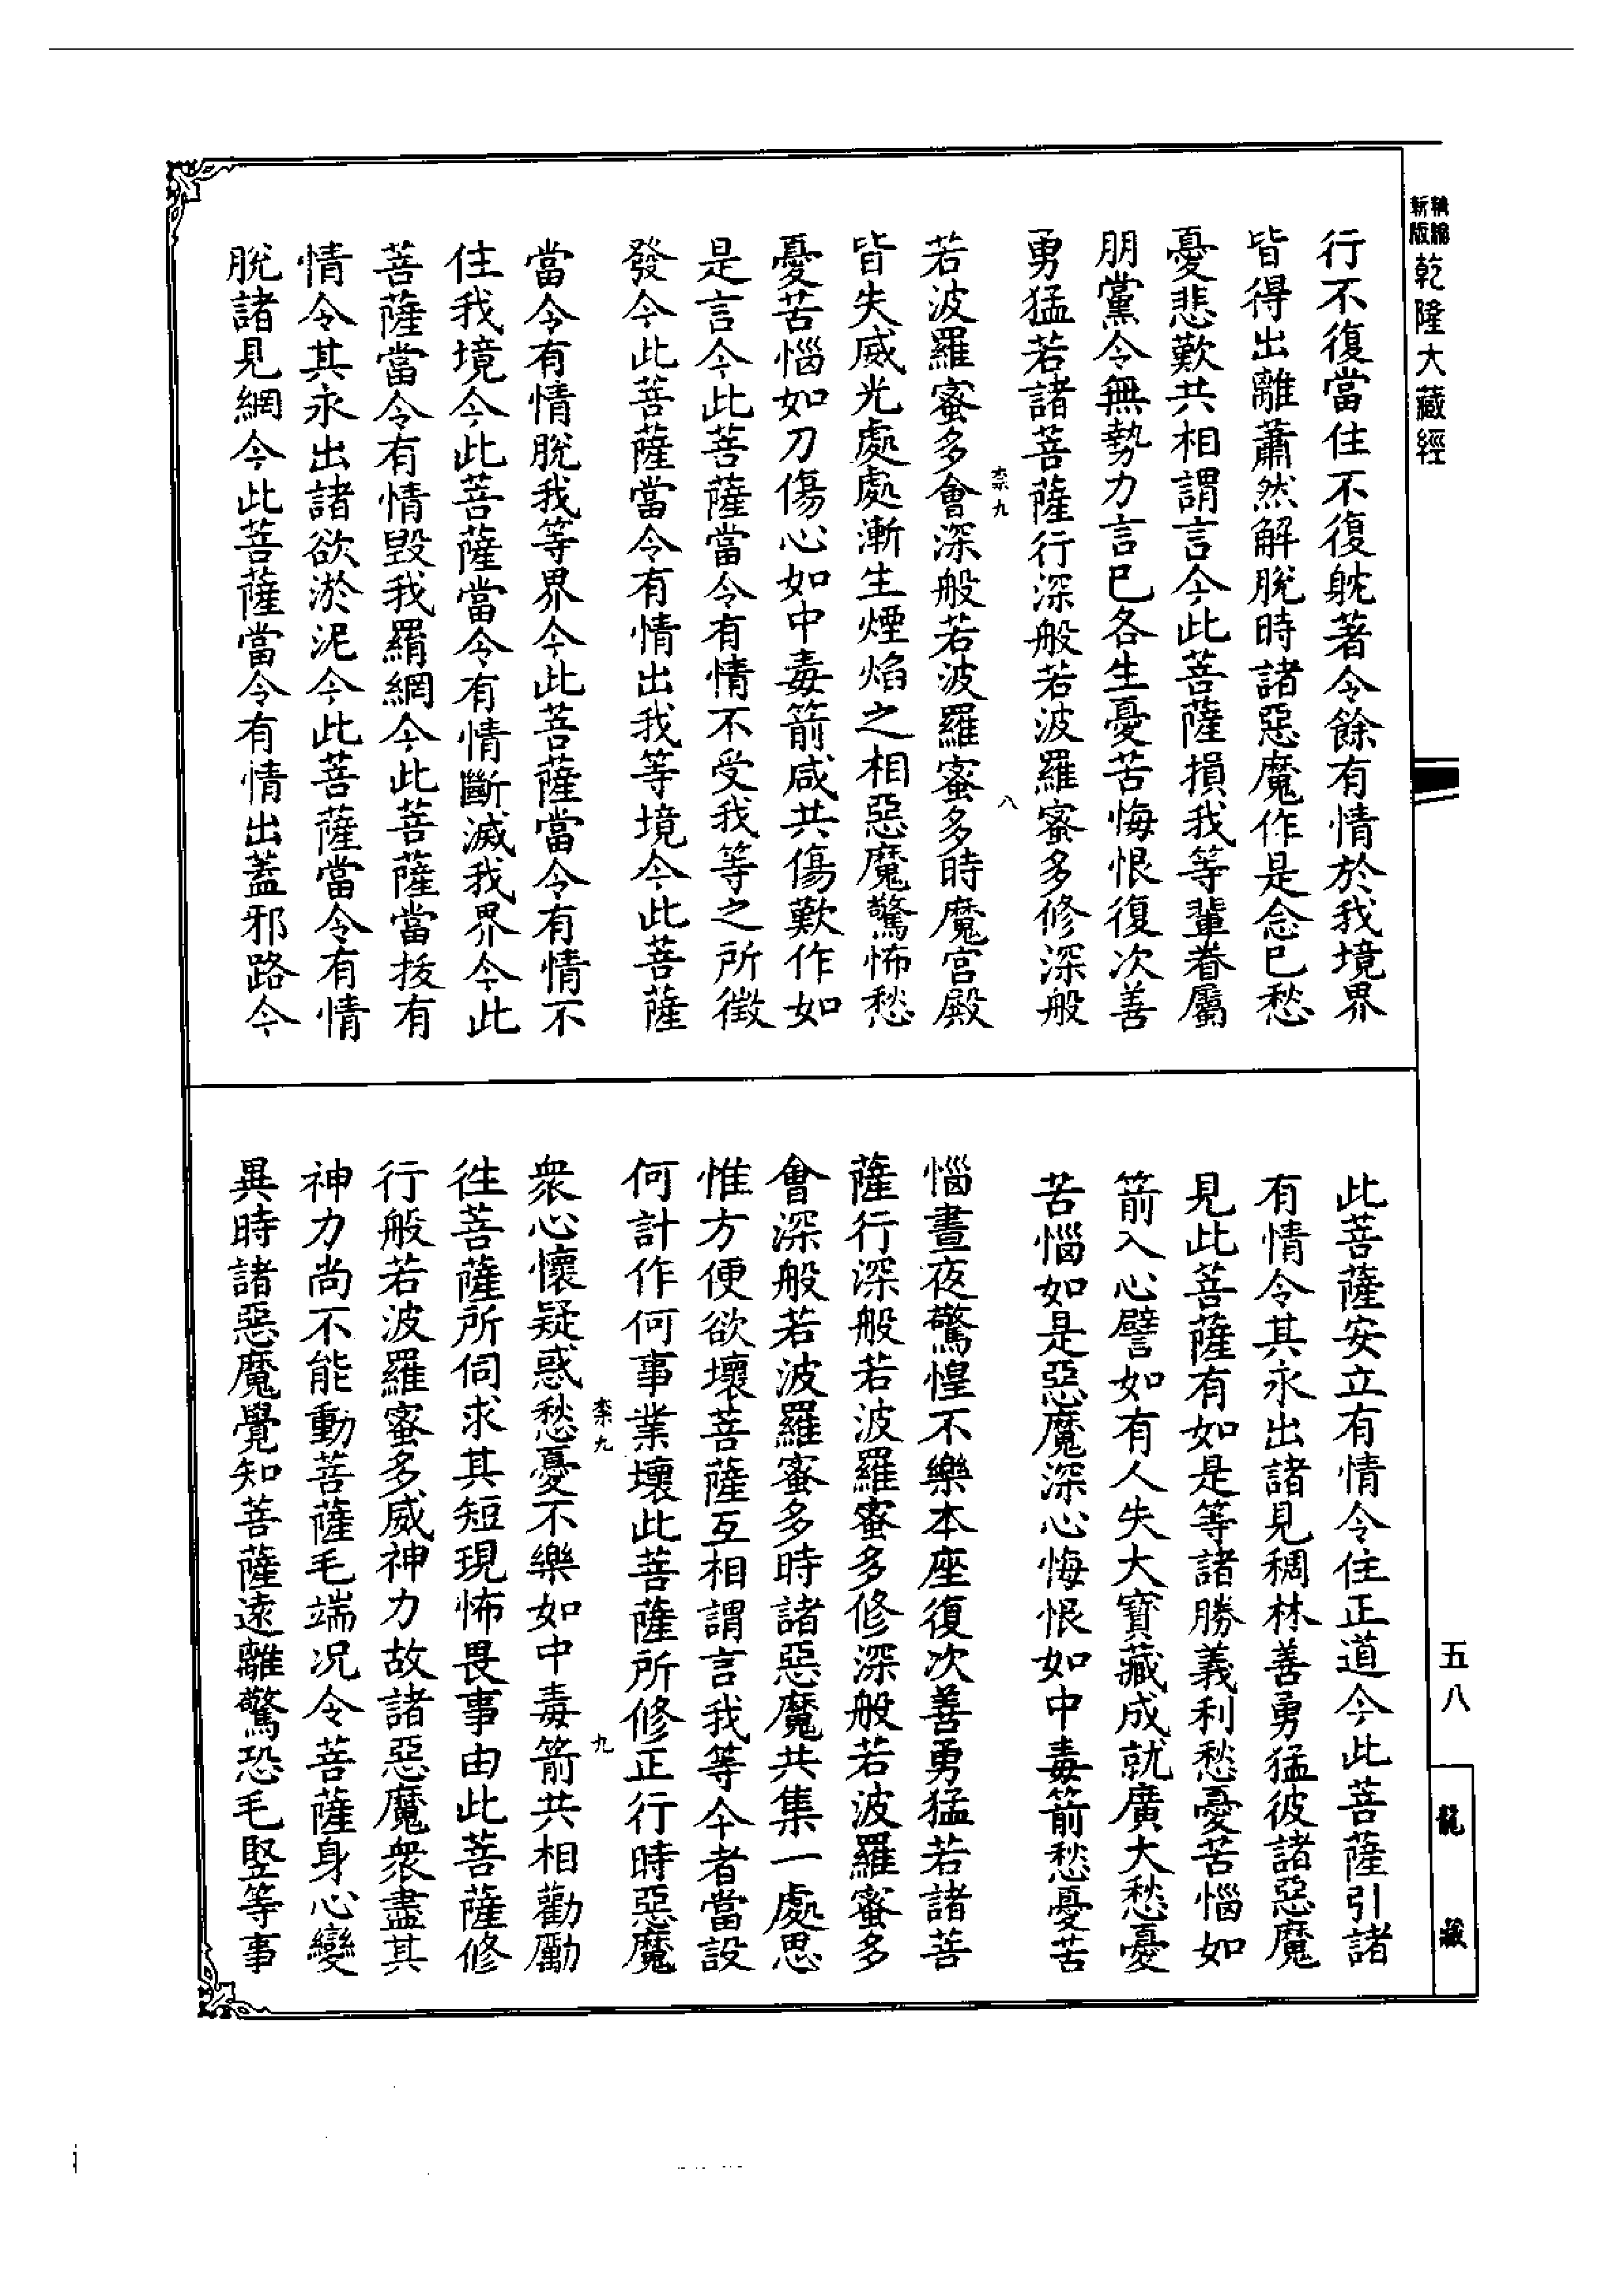 新版
精縮
乾隆大藏經
行不復當住不復躭著令餘有情於我境界
皆得出離蕭然解脫時諸惡魔作是念已愁
憂悲歎共相謂言今此菩薩損我等輩眷屬
朋黨令無勢力言已各生憂苦悔恨復次善
勇猛若諸菩薩行深般若波羅蜜多修深般
柰九
八
若波羅蜜多會深般若波羅蜜多時魔宮殿
皆失威光處處漸生煙焰之相惡魔驚怖愁
憂苦惱如刀傷心如中毒箭咸共傷歎作如
是言今此菩薩當令有情不受我等之所徵
發今此菩薩當令有情出我等境今此菩薩
當令有情脫我等界今此菩薩當令有情不
住我境今此菩薩當令有情斷滅我界今此
菩薩當令有情毀我羂網今此菩薩當拔有
情令其永出諸欲淤泥今此菩薩當令有情
脫諸見網今此菩薩當令有情出蓋邪路今
五八
龍藏
此菩薩安立有情令住正道今此菩薩引諸
有情令其永出諸見稠林善勇猛彼諸惡魔
見此菩薩有如是等諸勝義利愁憂苦惱如
箭入心譬如有人失大寶藏成就廣大愁憂
苦惱如是惡魔深心悔恨如中毒箭愁憂苦
惱晝夜驚惶不樂本座復次善勇猛若諸菩
薩行深般若波羅蜜多修深般若波羅蜜多
會深般若波羅蜜多時諸惡魔共集一處思
惟方便欲壞菩薩互相謂言我等今者當設
何計作何事業壞此菩薩所修正行時惡魔
柰九
九
衆心懷疑惑愁憂不樂如中毒箭共相勸勵
徃菩薩所伺求其短現怖畏事由此菩薩修
行般若波羅蜜多威神力故諸惡魔衆盡其
神力尚不能動菩薩毛端况令菩薩身心變
異時諸惡魔覺知菩薩遠離驚恐毛竪等事